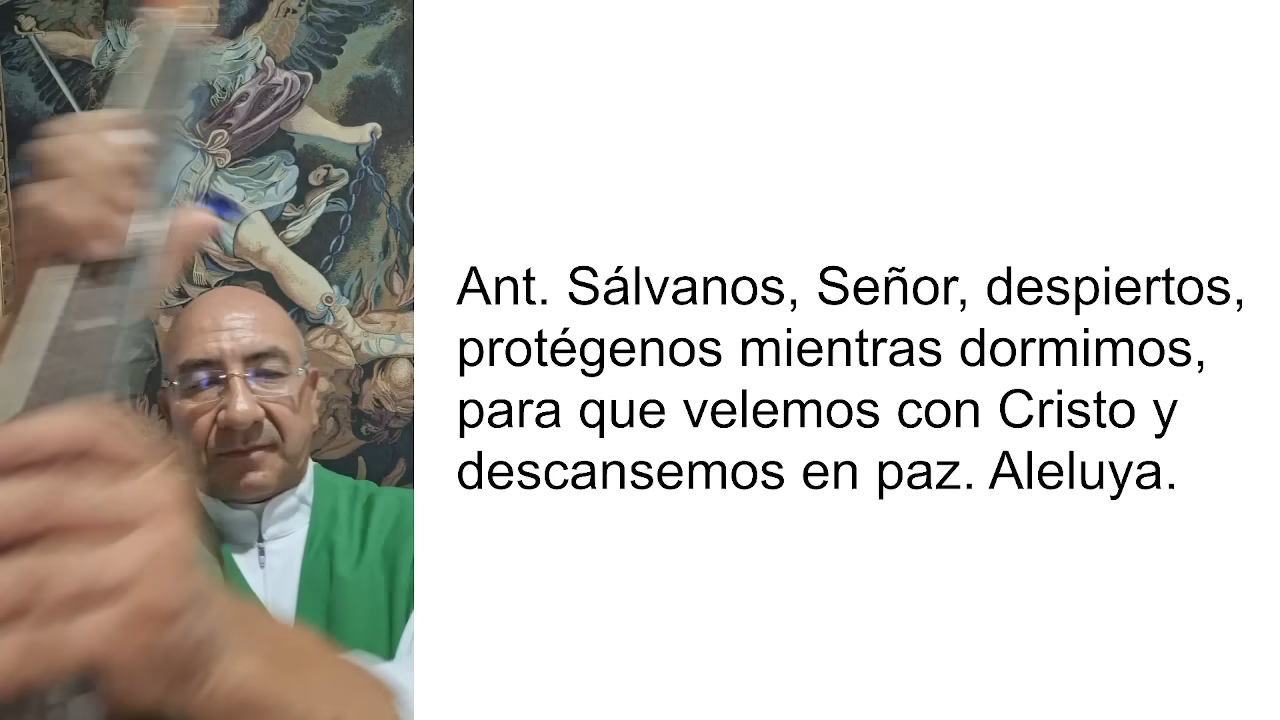 Ant. Sálvanos, Señor, despiertos,
protégenos mientras dormimos,
para que velemos con Cristo y
descansemos en paz. Aleluya.